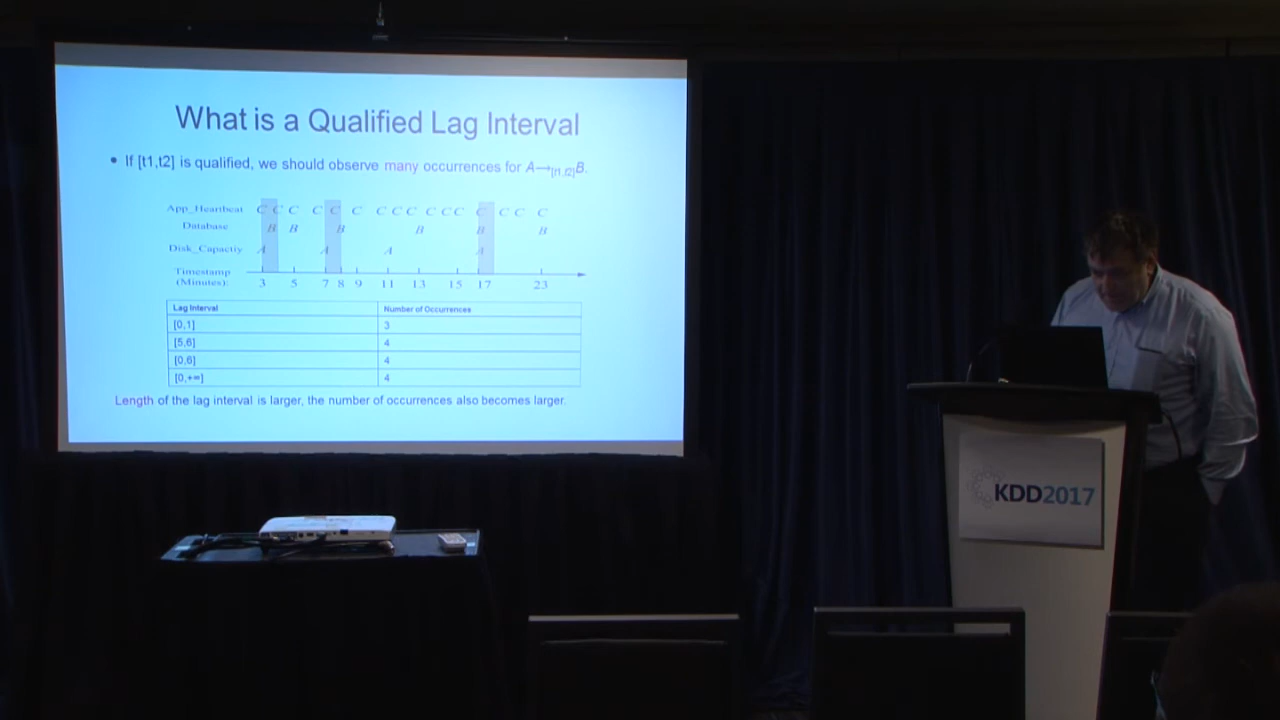 What is a Qualified Lag Interval
• If [t1,t2] is qualified, we should observe many occurrences for A→[t1,t2]B.
App_Heartbeat C C C C C C C C C C C C C C C C
Database B B B B B B
Disk_Capactiy A A A A
Timestamp
(Minutes): 3 5 7 8 9 11 13 15 17 23
Lag Interval Number of Occurrences
[0,1] 3
[5,6] 4
[0,6] 4
[0,+∞] 4
Length of the lag interval is larger, the number of occurrences also becomes larger.
KDD2017